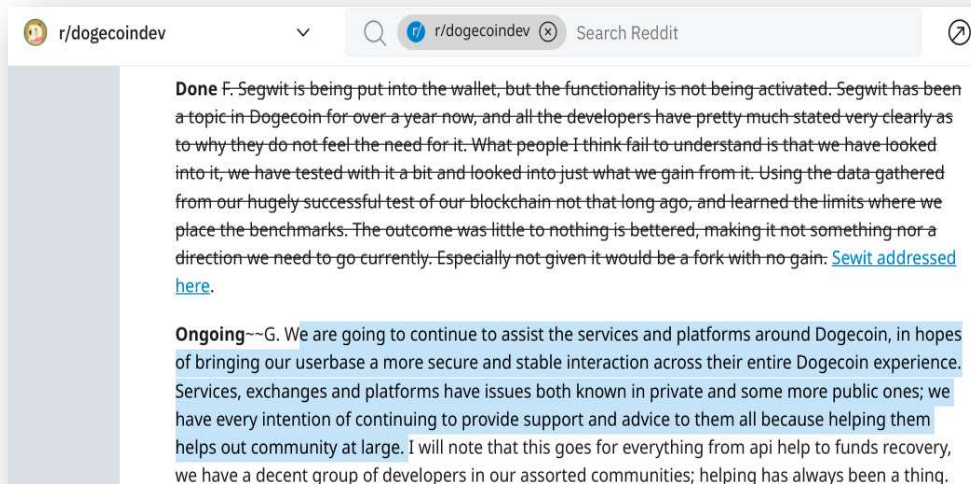 r/dogecoindev
r/ r/dogecoindev Search Reddit
Done F. Segwit is being put into the wallet, but the functionality is not being activated. Segwit has been
a topic in Dogecoin for over a year now, and all the developers have pretty much stated very clearly as
to why they do not feel the need for it. What people I think fail to understand is that we have looked
into it, we have tested with it a bit and looked into just what we gain from it. Using the data gathered
from our hugely successful test of our blockchain not that long ago, and learned the limits where we
place the benchmarks. The outcome was little to nothing is bettered, making it not something nor a
direction we need to go currently. Especially not given it would be a fork with no gain. Sewit addressed
here.
Ongoing~~G. We are going to continue to assist the services and platforms around Dogecoin, in hopes
of bringing our userbase a more secure and stable interaction across their entire Dogecoin experience.
Services, exchanges and platforms have issues both known in private and some more public ones; we
have every intention of continuing to provide support and advice to them all because helping them
helps out community at large. I will note that this goes for everything from api help to funds recovery,
we have a decent group of developers in our assorted communities; helping has always been a thing.